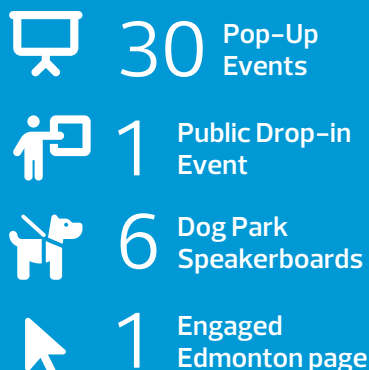 30 Pop-Up
Events
1 Public Drop-in
Event
6 Dog Park
Speakerboards
1 Engaged
Edmonton page